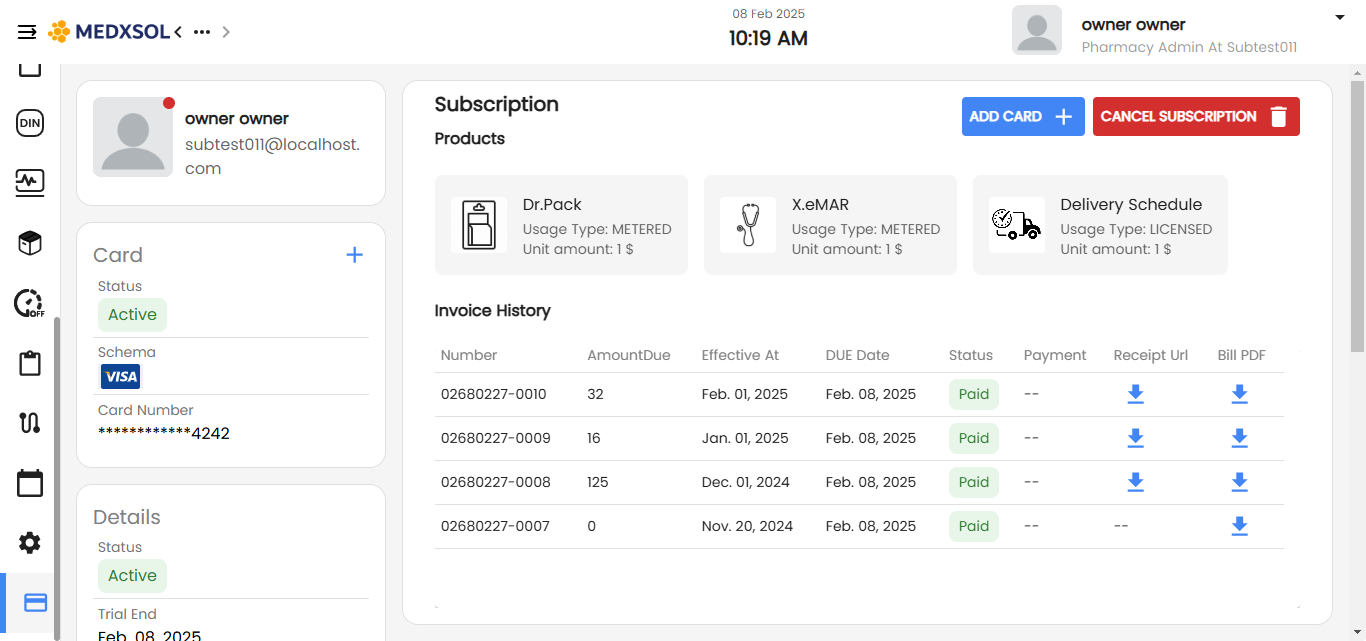 MEDXSOL
08 Feb 2025
10:19 AM
owner owner
Pharmacy Admin At Subtest011
DIN
OFF
owner owner
subtest011@localhost.
com
Card
Status
Active
Schema
VISA
Card Number
************4242
Details
Status
Active
Trial End
Feb. 08, 2025
Subscription
ADD CARD
CANCEL SUBSCRIPTION
Products
Dr.Pack
Usage Type: METERED
Unit amount: 1 $
X.eMAR
Usage Type: METERED
Unit amount: 1 $
Delivery Schedule
Usage Type: LICENSED
Unit amount: 1 $
Invoice History
Number AmountDue Effective At DUE Date Status Payment Receipt Url Bill PDF
02680227-0010 32 Feb. 01, 2025 Feb. 08, 2025 Paid --
02680227-0009 16 Jan. 01, 2025 Feb. 08, 2025 Paid --
02680227-0008 125 Dec. 01, 2024 Feb. 08, 2025 Paid --
02680227-0007 0 Nov. 20, 2024 Feb. 08, 2025 Paid -- --